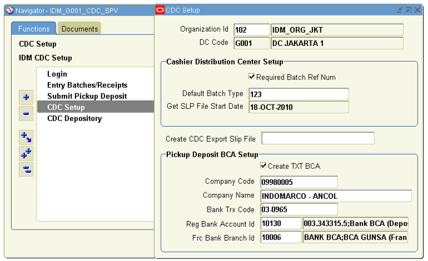 Navigator - IDM_0001_CDC_SPV
Functions
Documents
CDC Setup
IDM CDC Setup
Login
Entry Batches/Receipts
Submit Pickup Deposit
CDC Setup
CDC Depository
CDC Setup
Organization Id 102 IDM_ORG_JKT
DC Code G001 DC JAKARTA 1
Cashier Distribution Center Setup
Required Batch Ref Num
Default Batch Type 123
Get SLP File Start Date 18-OCT-2010
Create CDC Export Slip File
Pickup Deposit BCA Setup
Create TXT BCA
Company Code 09980005
Company Name INDOMARCO - ANCOL
Bank Trx Code 03-0965
Reg Bank Account Id 10130 003.343315.5;Bank BCA (Depo
Frc Bank Branch Id 10006 BANK BCA;BCA GUNSA (Fran